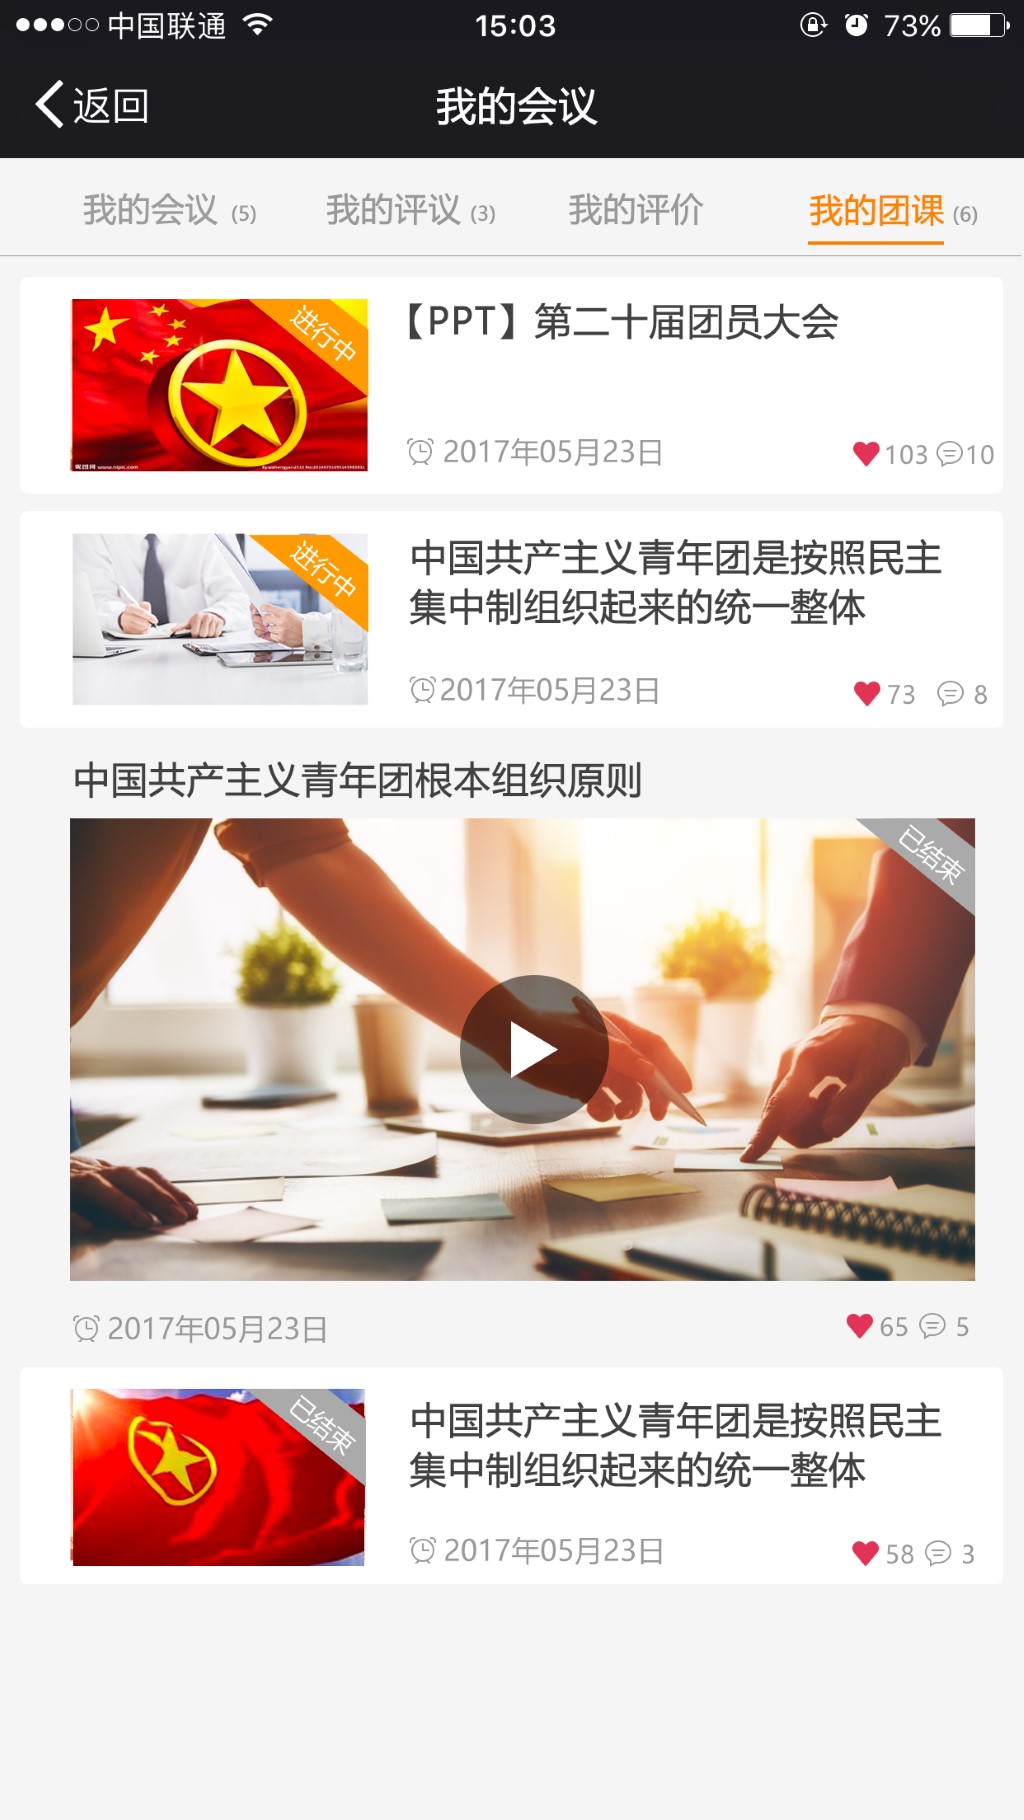 中国联通 15:03 73%
返回 我的会议
我的会议 (5) 我的评议 (3) 我的评价 我的团课 (6)
进行中
【PPT】第二十届团员大会
2017年05月23日 103 10
进行中
中国共产主义青年团是按照民主
集中制组织起来的统一整体
2017年05月23日 73 8
中国共产主义青年团根本组织原则
已结束
2017年05月23日 65 5
已结束
中国共产主义青年团是按照民主
集中制组织起来的统一整体
2017年05月23日 58 3